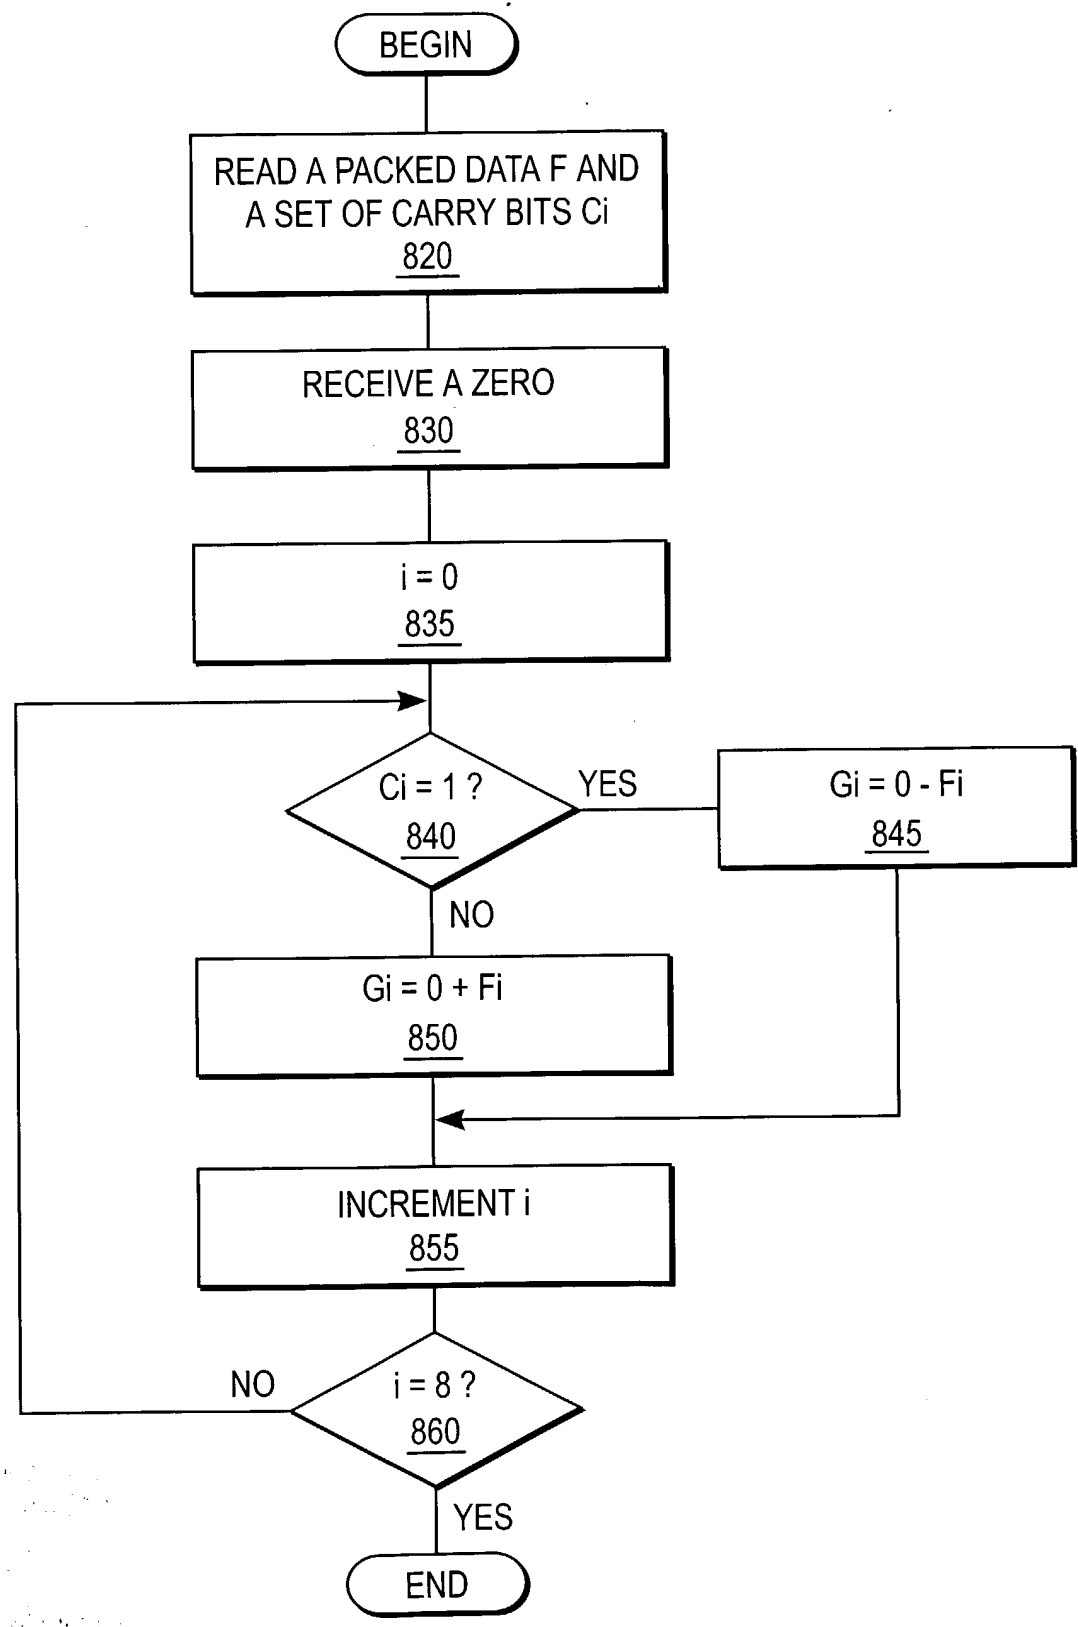 BEGIN
READ A PACKED DATA F AND
A SET OF CARRY BITS Ci
820
RECEIVE A ZERO
830
i = 0
835
Ci = 1 ?
840
YES
Gi = 0 - Fi
845
NO
Gi = 0 + Fi
850
INCREMENT i
855
NO
i = 8 ?
860
YES
END